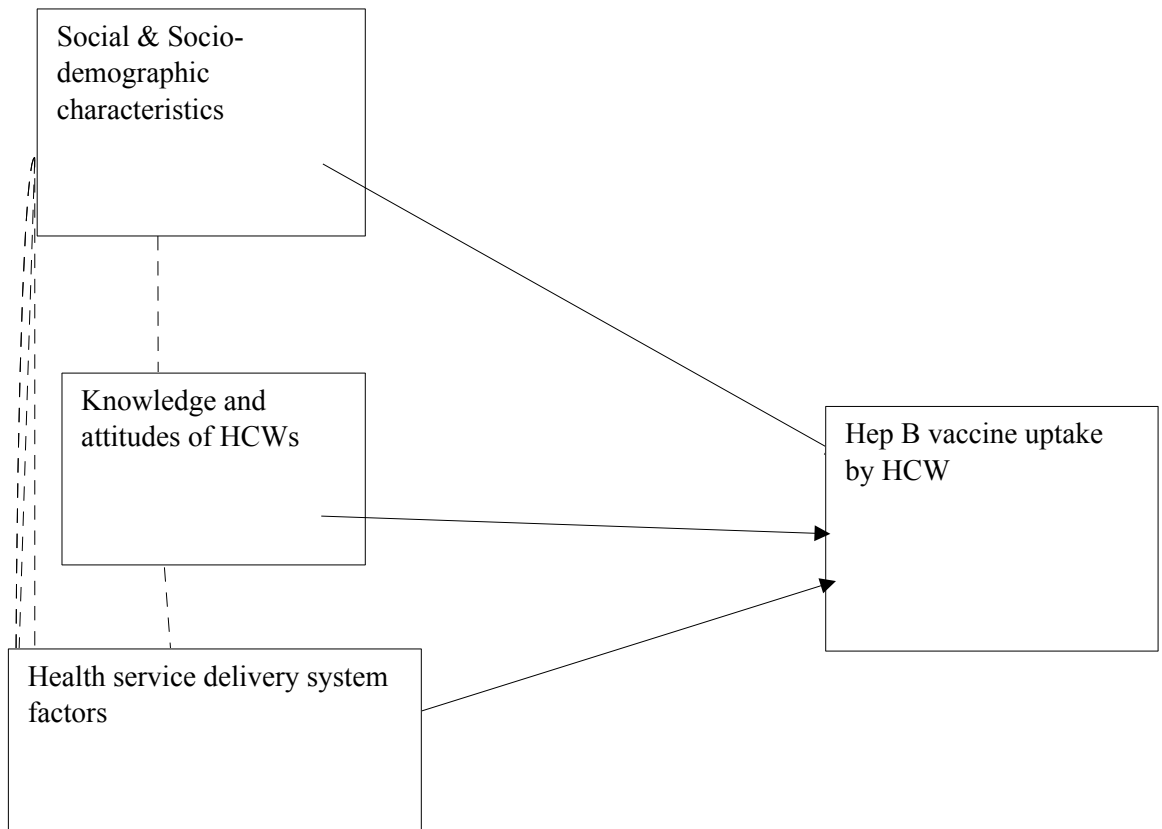 Social & Socio-
demographic
characteristics
Knowledge and
attitudes of HCWs
Hep B vaccine uptake
by HCW
Health service delivery system
factors